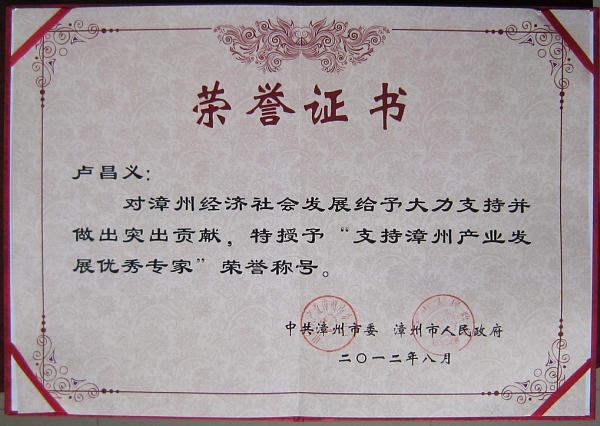 荣誉证书
卢昌义：
对漳州经济社会发展给予大力支持并
做出突出贡献，特授予“支持漳州产业发
展优秀专家”荣誉称号。
中共漳州市委 漳州市人民政府
二〇一二年八月